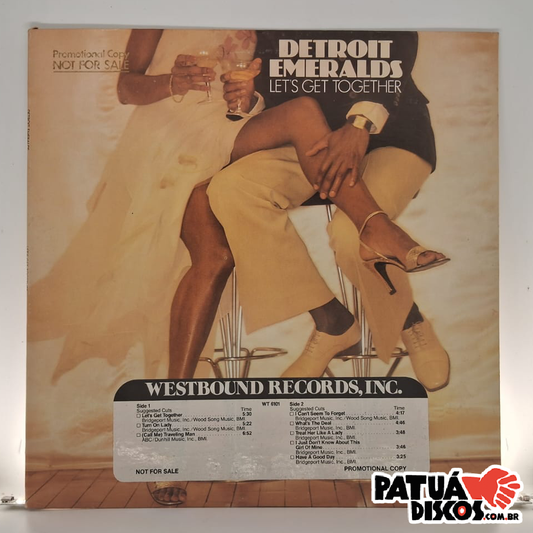 Promotional Copy
NOT FOR SALE
DETROIT
EMERALDS
LET'S GET TOGETHER
WESTBOUND RECORDS, INC.
Side 1
WT 6101
Suggested Cuts Time
Let's Get Together 5:30
Bridgeport Music, Inc./Wood Song Music, BMI.
Turn On Lady 5:22
Bridgeport Music, Inc./Wood Song Music, BMI.
(Call Me) Traveling Man 6:52
ABC/Dunhill Music, Inc., BMI.
NOT FOR SALE
Side 2
Suggested Cuts Time
I Can't Seem To Forget 4:17
Bridgeport Music, Inc., BMI.
What's The Deal 4:46
Bridgeport Music, Inc., BMI.
Treat Her Like A Lady 3:46
Bridgeport Music, Inc., BMI.
I Just Don't Know About This
Girl Of Mine 3:46
Bridgeport Music, Inc., BMI.
Have A Good Day 3:25
Bridgeport Music, Inc., BMI.
PROMOTIONAL COPY
PATUÁ
DISCOS.COM.BR